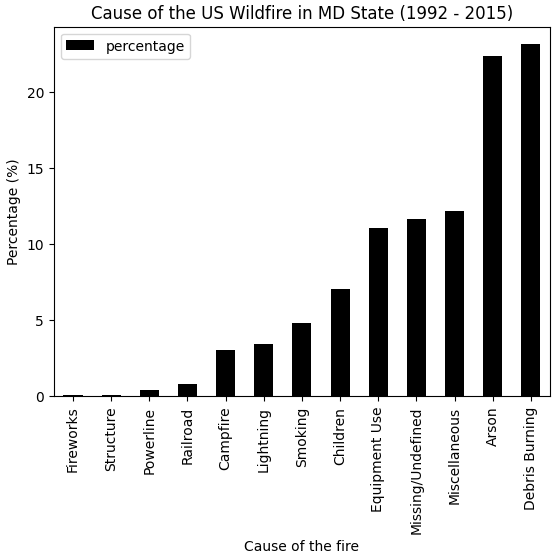 Cause of the US Wildfire in MD State (1992 - 2015)
percentage
Percentage (%)
20
15
10
5
0
Fireworks
Structure
Powerline
Railroad
Campfire
Lightning
Smoking
Children
Equipment Use
Missing/Undefined
Miscellaneous
Arson
Debris Burning
Cause of the fire